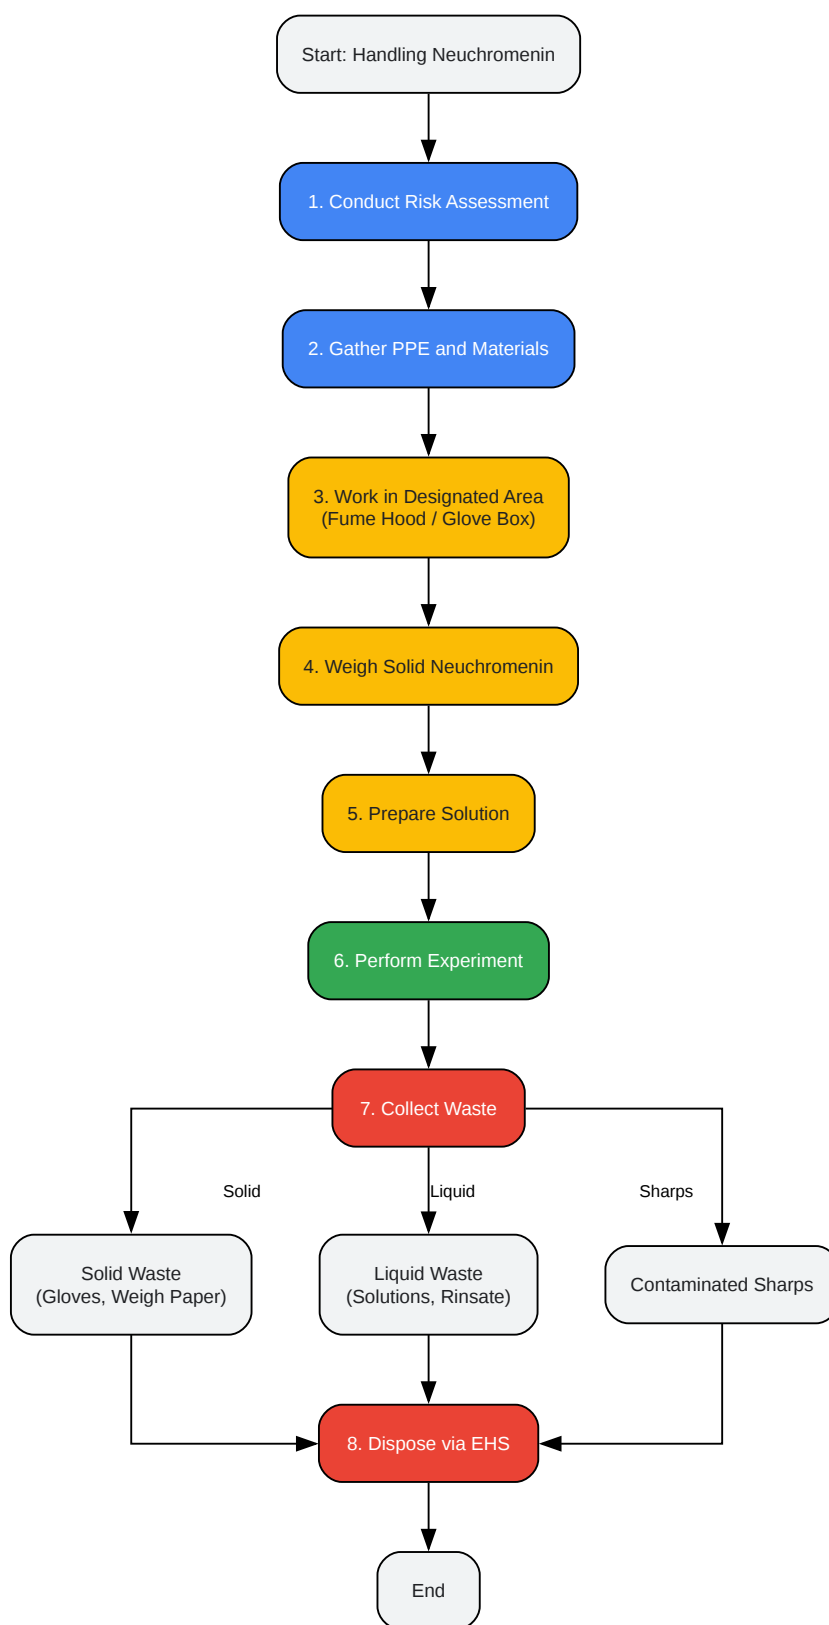 Start: Handling Neuchromenin
1. Conduct Risk Assessment
2. Gather PPE and Materials
3. Work in Designated Area
(Fume Hood / Glove Box)
4. Weigh Solid Neuchromenin
5. Prepare Solution
6. Perform Experiment
7. Collect Waste
Solid
Liquid
Sharps
Solid Waste
(Gloves, Weigh Paper)
Liquid Waste
(Solutions, Rinsate)
Contaminated Sharps
8. Dispose via EHS
End